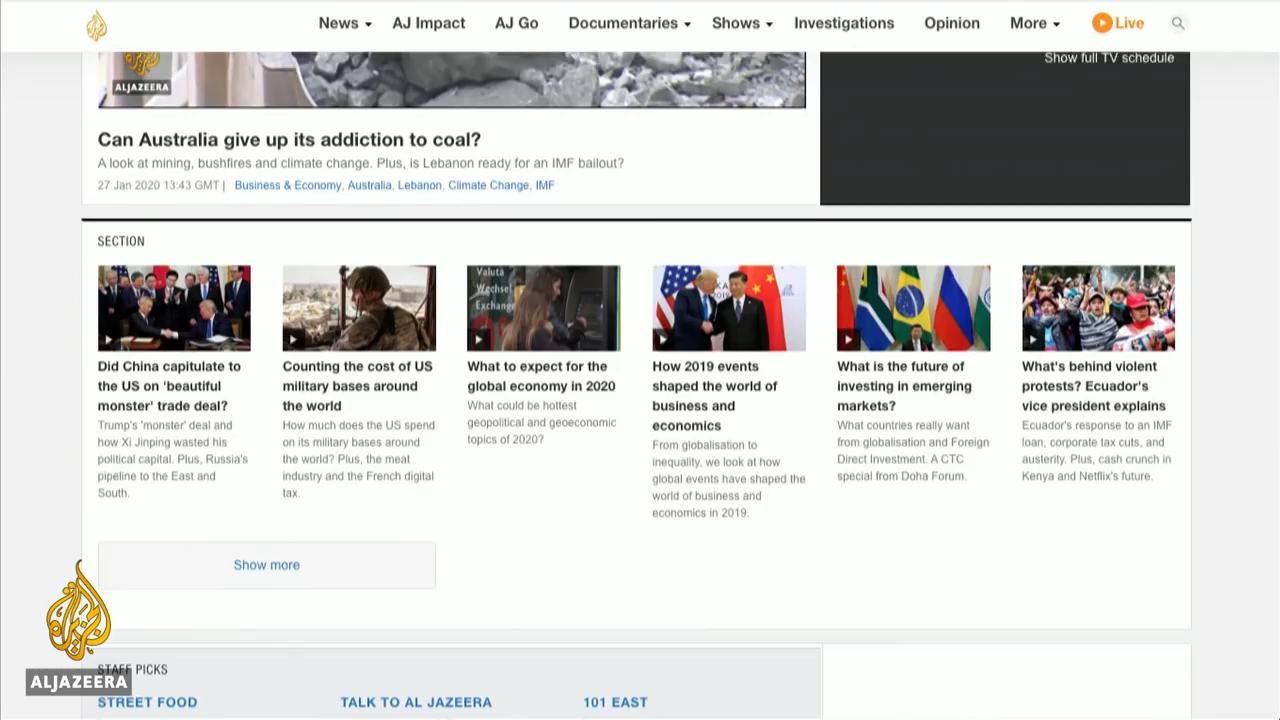 News AJ Impact AJ Go Documentaries Shows Investigations Opinion More Live
Show full TV schedule
ALJAZEERA
Can Australia give up its addiction to coal?
A look at mining, bushfires and climate change. Plus, is Lebanon ready for an IMF bailout?
27 Jan 2020 13:43 GMT | Business & Economy, Australia, Lebanon, Climate Change, IMF
SECTION
Did China capitulate to
the US on 'beautiful
monster' trade deal?
Trump's 'monster' deal and
how Xi Jinping wasted his
political capital. Plus, Russia's
pipeline to the East and
South.
Counting the cost of US
military bases around
the world
How much does the US spend
on its military bases around
the world? Plus, the meat
industry and the French digital
tax.
Valuta
Wechsel
Exchange
What to expect for the
global economy in 2020
What could be hottest
geopolitical and geoeconomic
topics of 2020?
How 2019 events
shaped the world of
business and
economics
From globalisation to
inequality, we look at how
global events have shaped the
world of business and
economics in 2019.
What is the future of
investing in emerging
markets?
What countries really want
from globalisation and Foreign
Direct Investment. A CTC
special from Doha Forum.
What's behind violent
protests? Ecuador's
vice president explains
Ecuador's response to an IMF
loan, corporate tax cuts, and
austerity. Plus, cash crunch in
Kenya and Netflix's future.
Show more
STAFF PICKS
ALJAZEERA
STREET FOOD TALK TO AL JAZEERA 101 EAST